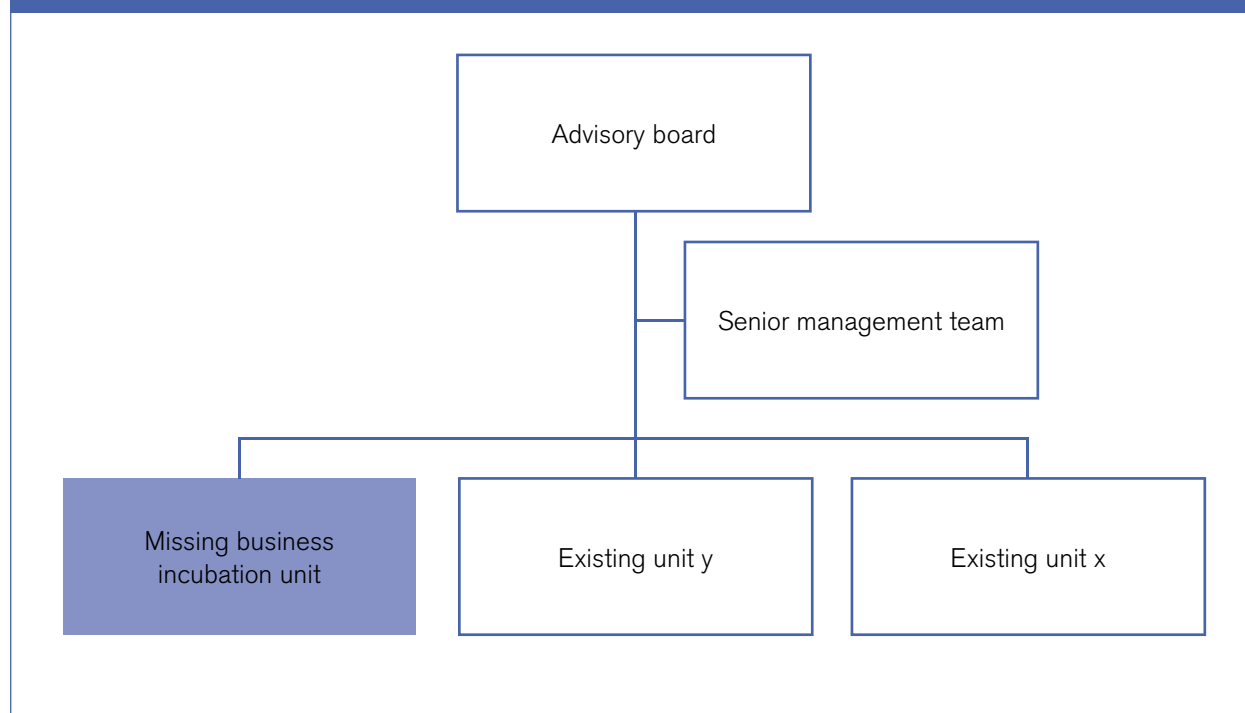 Advisory board
Senior management team
Missing business
incubation unit
Existing unit y
Existing unit x